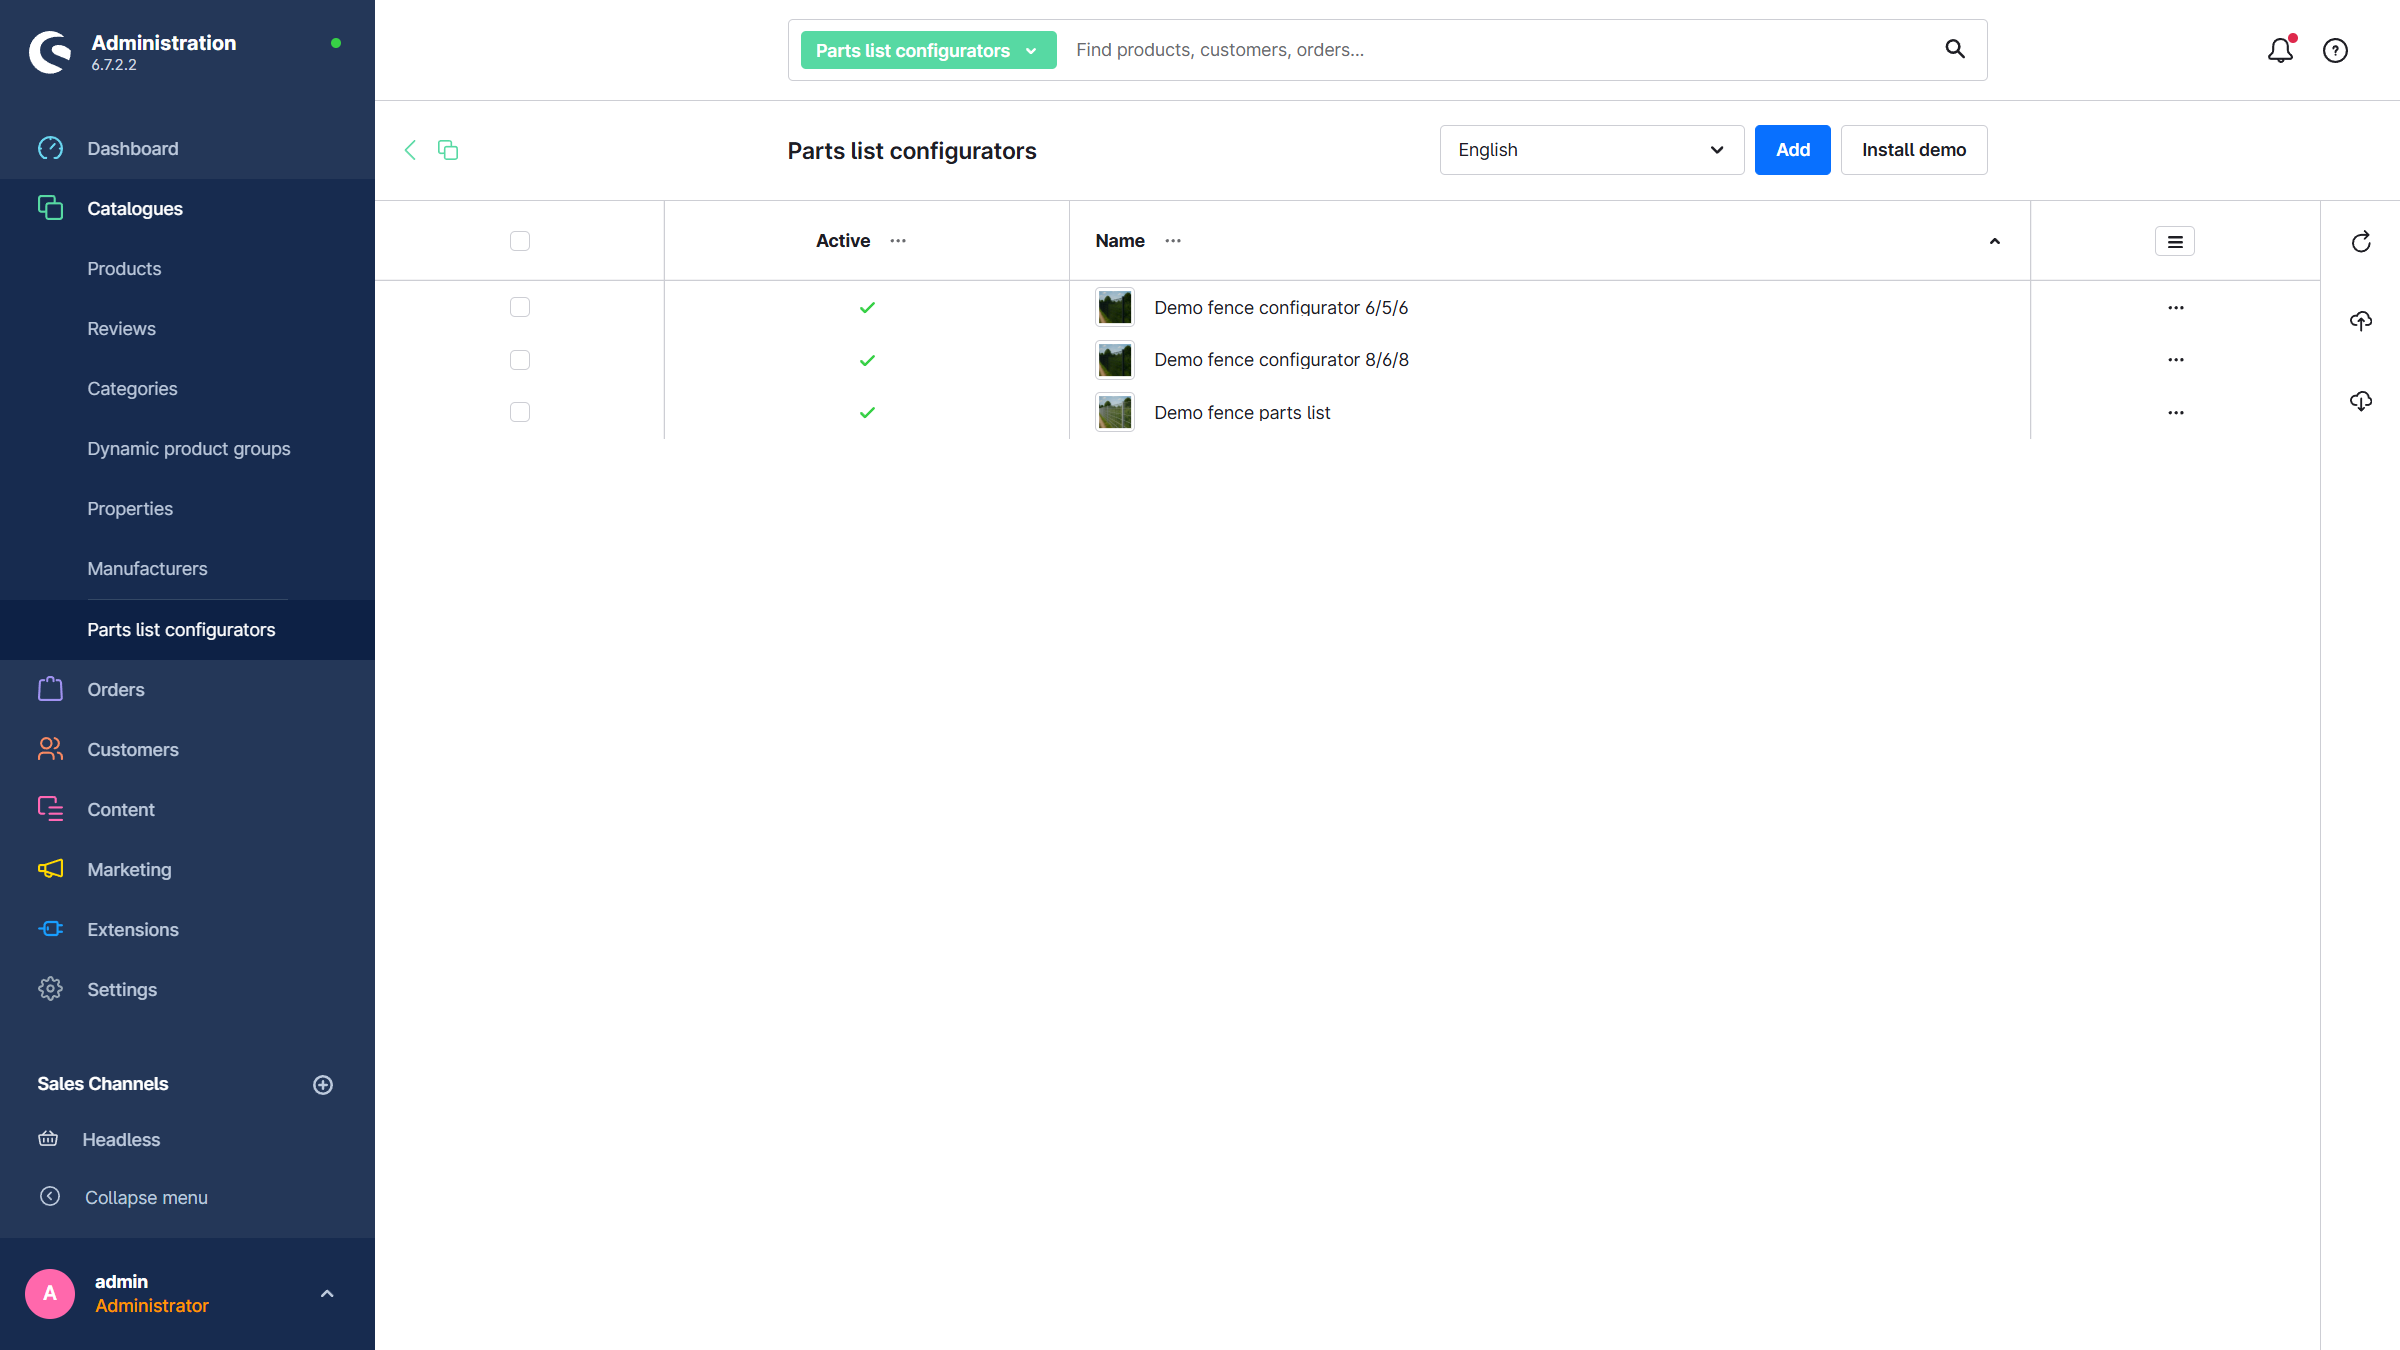 Administration
6.7.2.2
Dashboard
Catalogues
Products
Reviews
Categories
Dynamic product groups
Properties
Manufacturers
Parts list configurators
Orders
Customers
Content
Marketing
Extensions
Settings
Sales Channels
Headless
Collapse menu
A
admin
Administrator
Parts list configurators
Find products, customers, orders...
Parts list configurators
English
Add
Install demo
Active
Name
Demo fence configurator 6/5/6
Demo fence configurator 8/6/8
Demo fence parts list